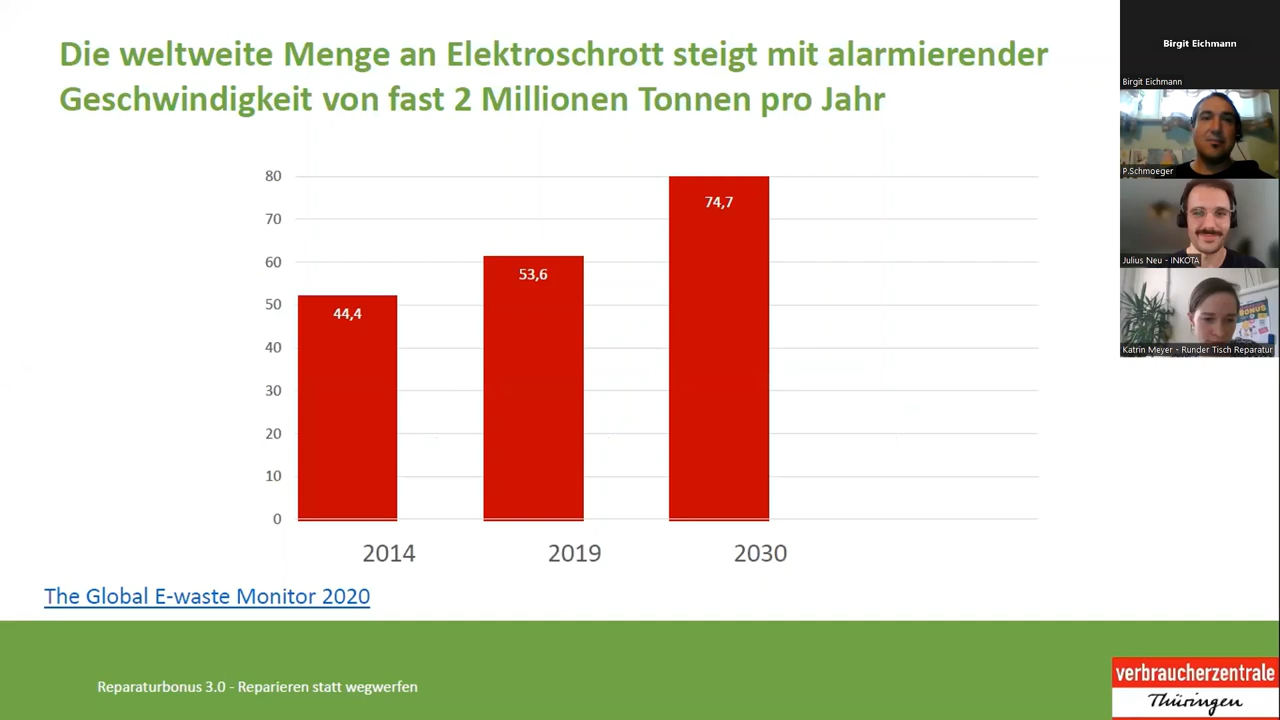 Die weltweite Menge an Elektroschrott steigt mit alarmierender
Geschwindigkeit von fast 2 Millionen Tonnen pro Jahr
80
70
60
50
40
30
20
10
0
44,4
53,6
74,7
2014
2019
2030
The Global E-waste Monitor 2020
Reparaturbonus 3.0 - Reparieren statt wegwerfen
Birgit Eichmann
Birgit Eichmann
P.Schmoeger
Julius Neu - INKOTA
BONUS
Katrin Meyer - Runder Tisch Reparatur
verbraucherzentrale
Thüringen